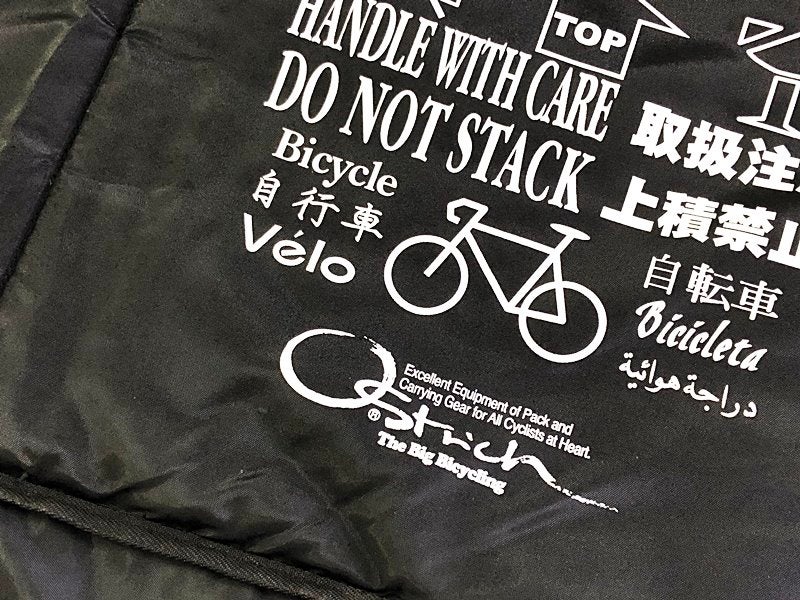 TOP
HANDLE WITH CARE
DO NOT STACK
取扱注
上積禁止
Bicycle
自行車
Vélo
自転車
Bicicleta
دراجة هوائية
OStrich
®
Excellent Equipment of Pack and
Carrying Gear for All Cyclists at Heart.
The Big Bicycling